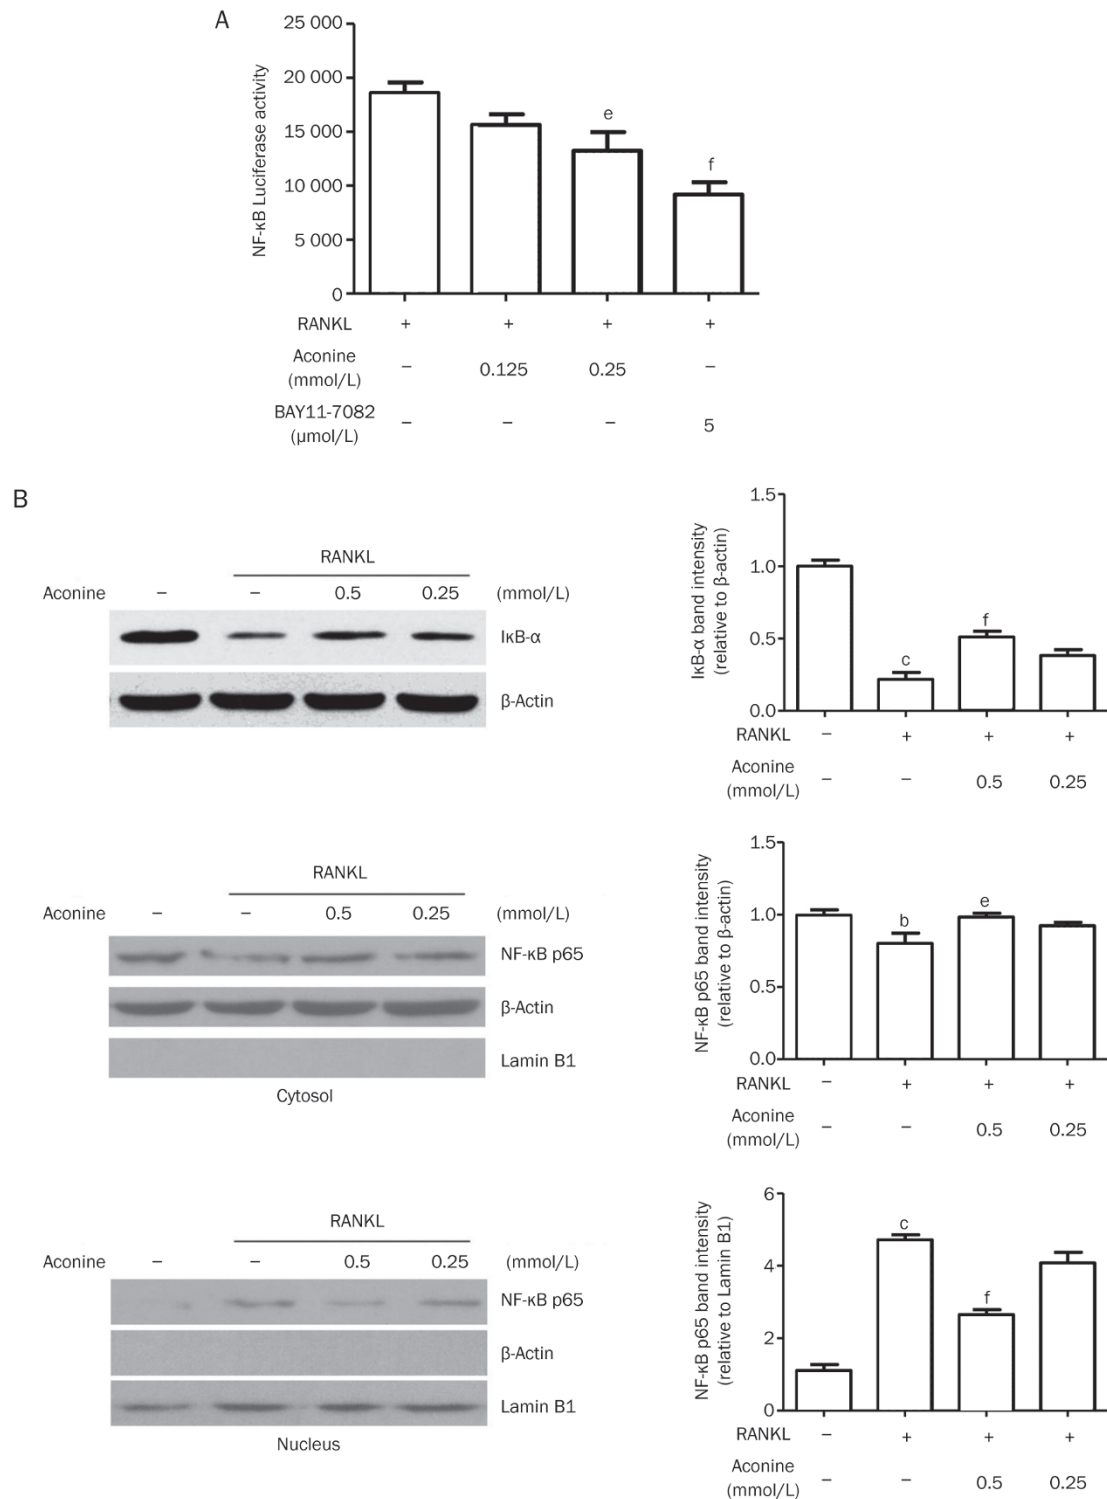 A
NF-κB Luciferase activity
25 000
20 000
15 000
10 000
5 000
0
e
f
RANKL + + + +
Aconine
(mmol/L) – 0.125 0.25 –
BAY11-7082
(µmol/L) – – – 5
B
RANKL
Aconine – – 0.5 0.25 (mmol/L)
IκB-α
β-Actin
IκB-α band intensity
(relative to β-actin)
1.5
1.0
0.5
0.0
c
f
RANKL – + + +
Aconine
(mmol/L) – – 0.5 0.25
RANKL
Aconine – – 0.5 0.25 (mmol/L)
NF-κB p65
β-Actin
Lamin B1
Cytosol
NF-κB p65 band intensity
(relative to β-actin)
1.5
1.0
0.5
0.0
b
e
RANKL – + + +
Aconine
(mmol/L) – – 0.5 0.25
RANKL
Aconine – – 0.5 0.25 (mmol/L)
NF-κB p65
β-Actin
Lamin B1
Nucleus
NF-κB p65 band intensity
(relative to Lamin B1)
6
4
2
0
c
f
RANKL – + + +
Aconine
(mmol/L) – – 0.5 0.25